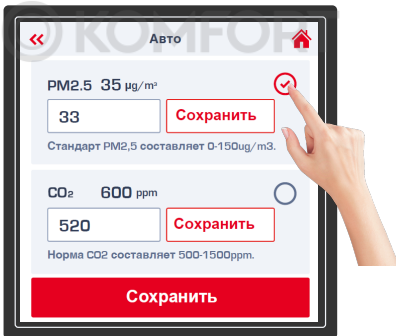 KOMFORT
Авто
PM2.5 35 µg/m³
33 Сохранить
Стандарт PM2,5 составляет 0-150ug/m3.
CO₂ 600 ppm
520 Сохранить
Норма CO2 составляет 500-1500ppm.
Сохранить